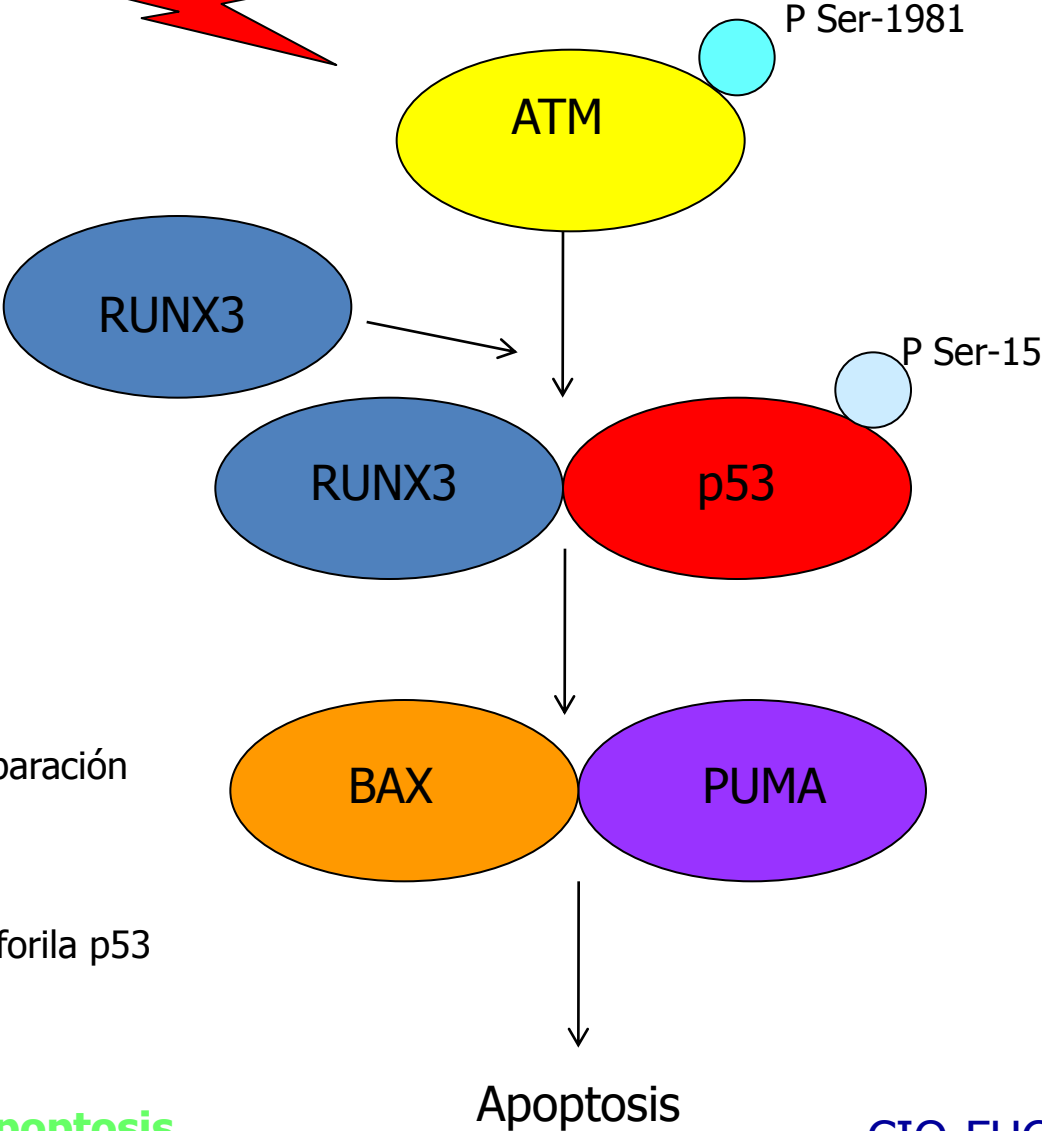 P Ser-1981
ATM
RUNX3
P Ser-15
RUNX3
p53
paración
BAX
PUMA
forila p53
Apoptosis